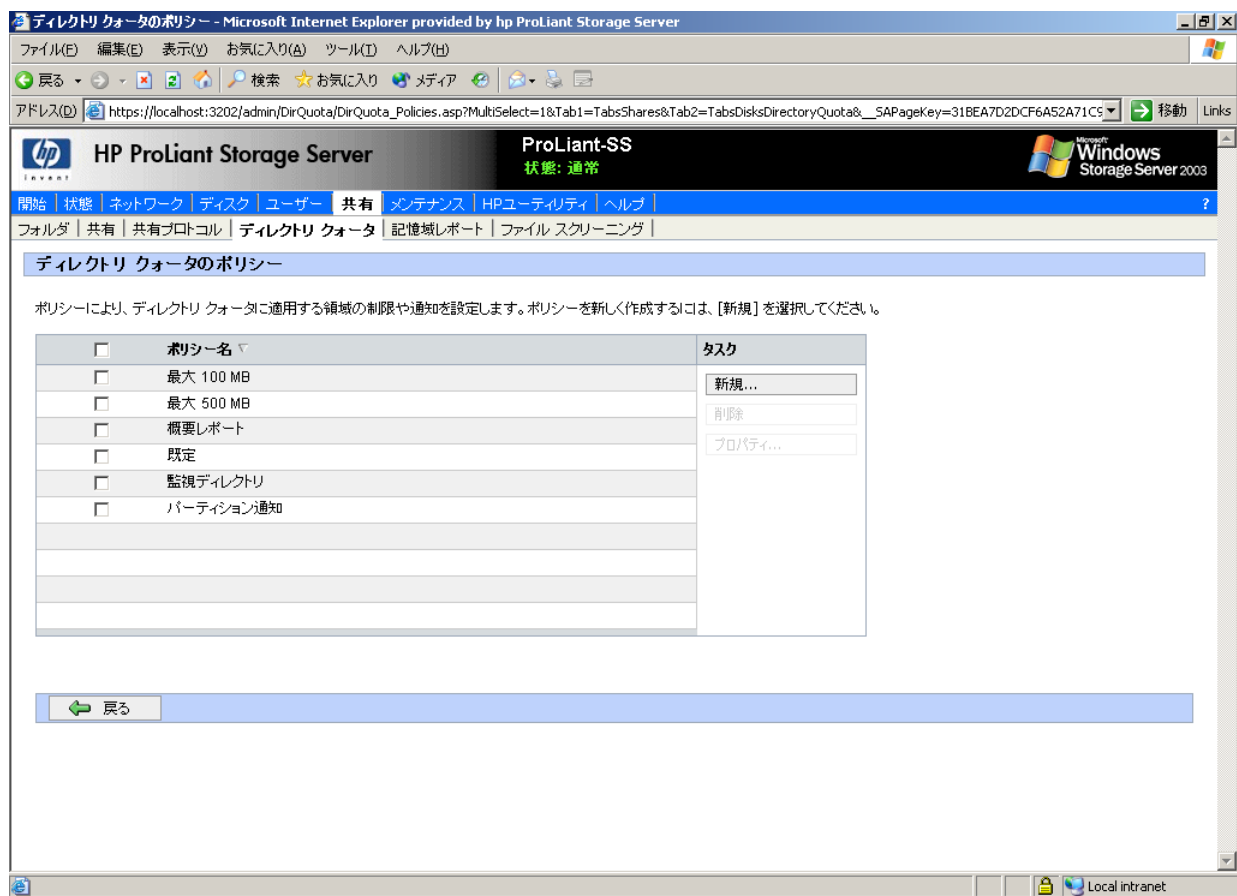 ディレクトリ クォータのポリシー - Microsoft Internet Explorer provided by hp ProLiant Storage Server
ファイル(F) 編集(E) 表示(V) お気に入り(A) ツール(T) ヘルプ(H)
戻る 検索 お気に入り メディア
アドレス(D) https://localhost:3202/admin/DirQuota/DirQuota_Policies.asp?MultiSelect=1&Tab1=TabsShares&Tab2=TabsDisksDirectoryQuota&__SAPageKey=31BEA7D2DCF6A52A71C9 移動 Links
hp invent HP ProLiant Storage Server ProLiant-SS Microsoft Windows
状態: 通常 Storage Server 2003
開始 | 状態 | ネットワーク | ディスク | ユーザー | 共有 | メンテナンス | HPユーティリティ | ヘルプ | ?
フォルダ | 共有 | 共有プロトコル | ディレクトリ クォータ | 記憶域レポート | ファイル スクリーニング |
ディレクトリ クォータのポリシー
ポリシーにより、ディレクトリ クォータに適用する領域の制限や通知を設定します。ポリシーを新しく作成するには、[新規] を選択してください。
ポリシー名 タスク
最大 100 MB
新規...
最大 500 MB
削除
概要レポート
プロパティ...
既定
監視ディレクトリ
パーティション通知
戻る
Local intranet